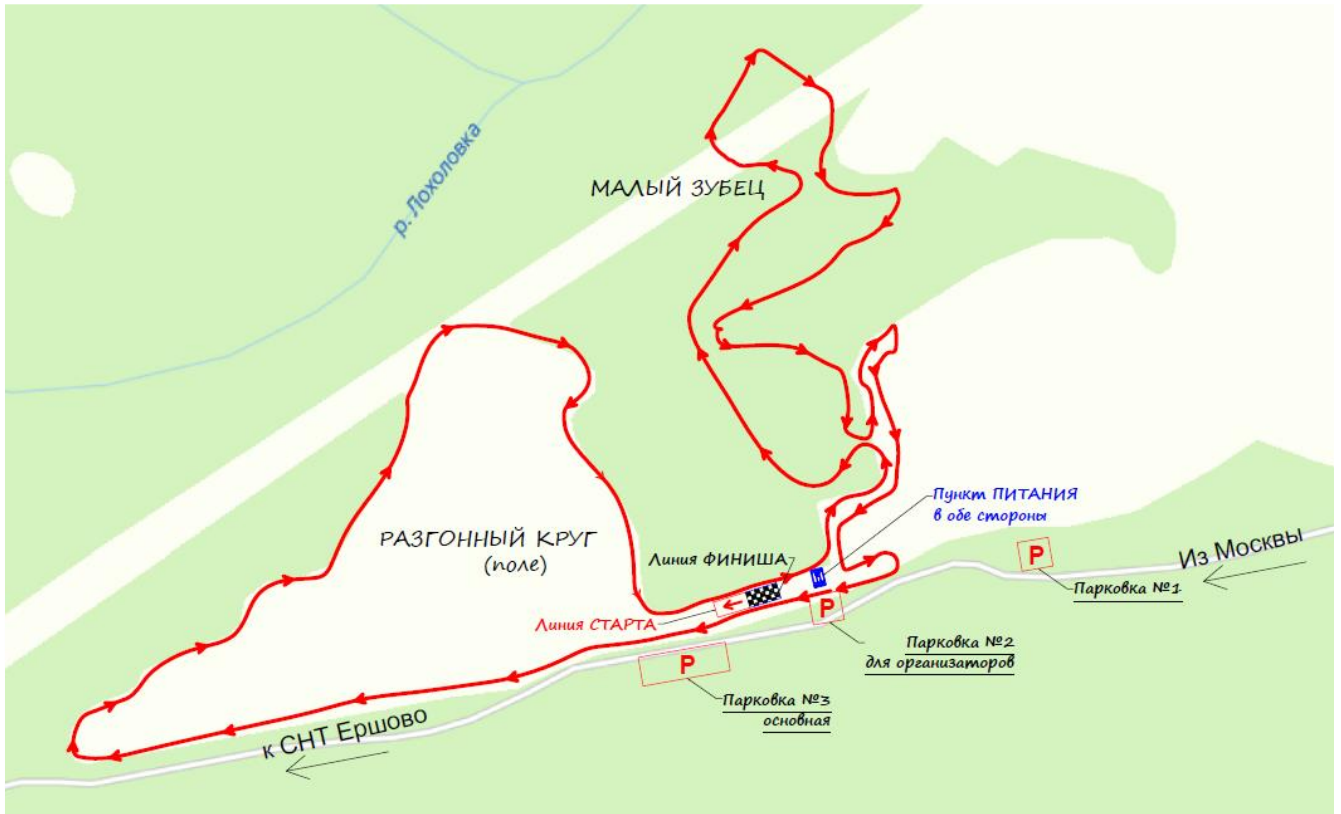 р. Лохоловка
МАЛЫЙ ЗУБЕЦ
РАЗГОННЫЙ КРУГ
(поле)
Пункт ПИТАНИЯ
в обе стороны
Линия ФИНИША
Из Москвы
P
Парковка №1
Линия СТАРТА
P
Парковка №2
для организаторов
P
Парковка №3
основная
к СНТ Ершово